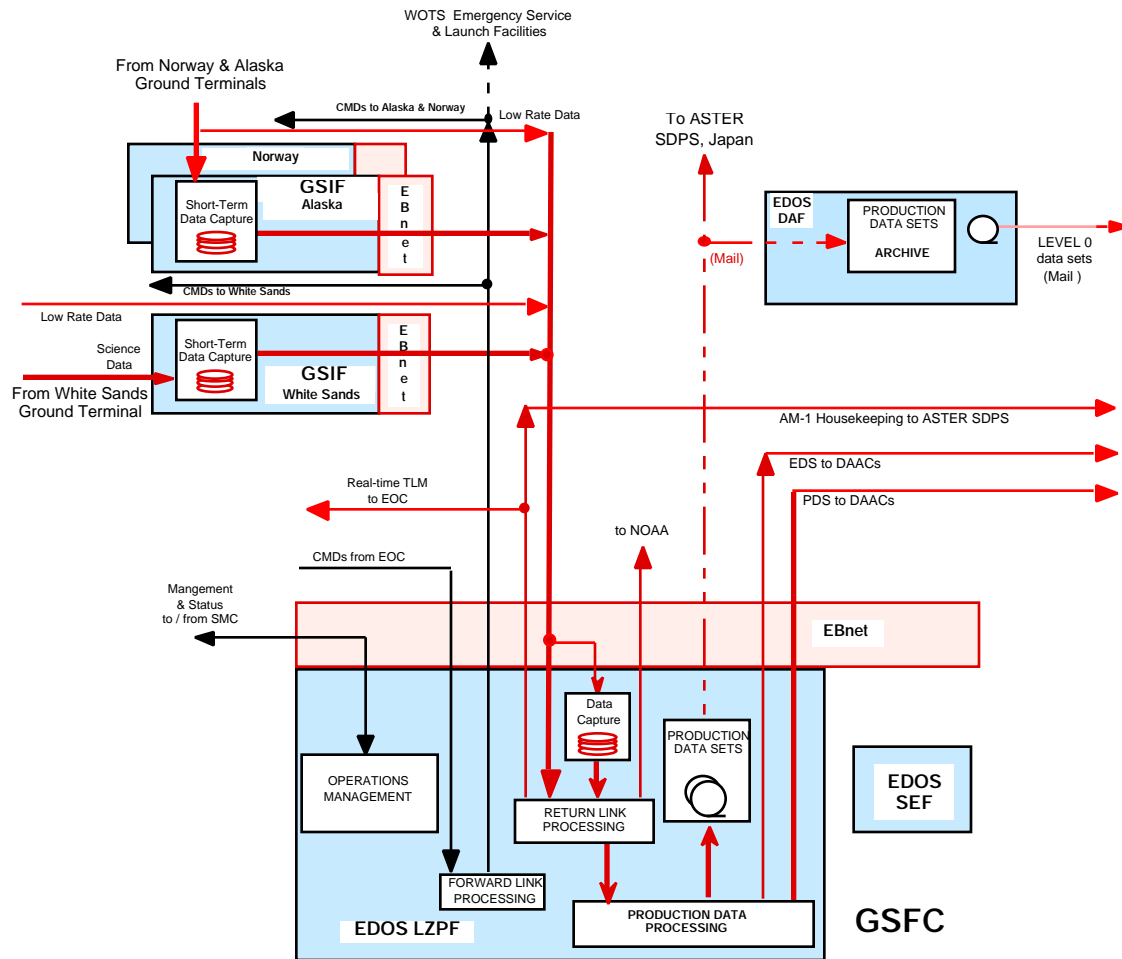 WOTS Emergency Service
& Launch Facilities
From Norway & Alaska
Ground Terminals
CMDs to Alaska & Norway
Low Rate Data
To ASTER
SDPS, Japan
Norway
GSIF
Alaska
Short-Term
Data Capture
E
B
n
e
t
EDOS
DAF
PRODUCTION
DATA SETS
ARCHIVE
(Mail)
LEVEL 0
data sets
(Mail )
CMDs to White Sands
Low Rate Data
Science
Data
Short-Term
Data Capture
GSIF
White Sands
E
B
n
e
t
From White Sands
Ground Terminal
AM-1 Housekeeping to ASTER SDPS
EDS to DAACs
PDS to DAACs
Real-time TLM
to EOC
to NOAA
CMDs from EOC
Mangement
& Status
to / from SMC
EBnet
Data
Capture
PRODUCTION
DATA SETS
OPERATIONS
MANAGEMENT
EDOS
SEF
RETURN LINK
PROCESSING
FORWARD LINK
PROCESSING
PRODUCTION DATA
PROCESSING
EDOS LZPF
GSFC